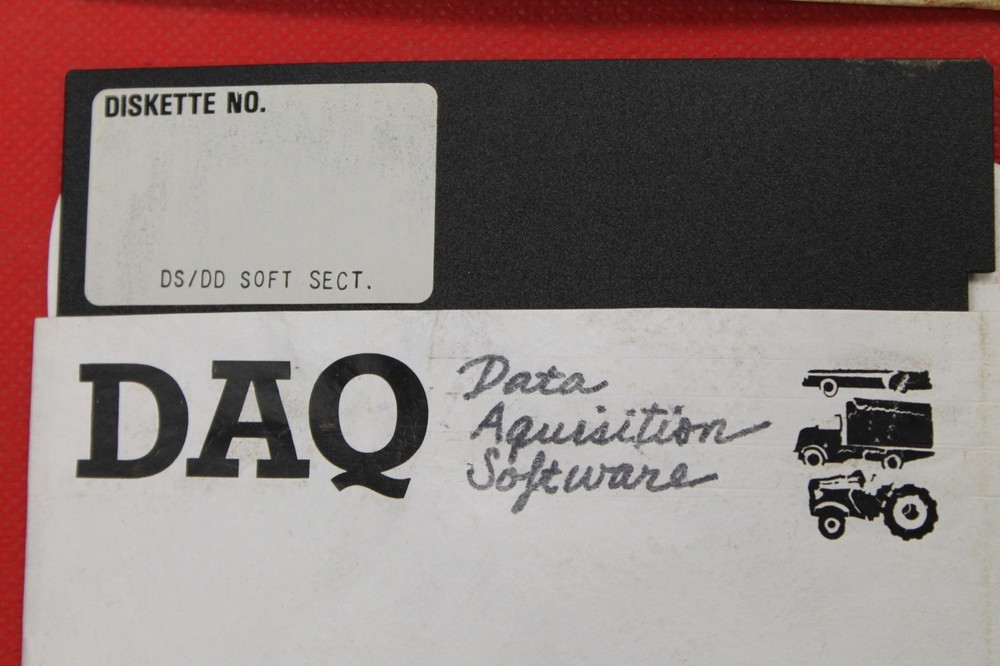 DISKETTE NO.
DS/DD SOFT SECT.
DAQ
Data
Aquisition
Software